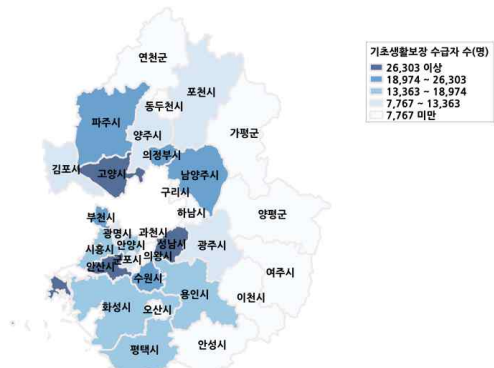 기초생활보장 수급자 수(명)
26,303 이상
18,974 ~ 26,303
13,363 ~ 18,974
7,767 ~ 13,363
7,767 미만
연천군
포천시
동두천시
파주시
양주시
가평군
의정부시
김포시
고양시
남양주시
구리시
하남시
양평군
부천시
광명시
과천시
시흥시
안양시
성남시
광주시
군포시
의왕시
안산시
수원시
여주시
용인시
이천시
화성시
오산시
안성시
평택시